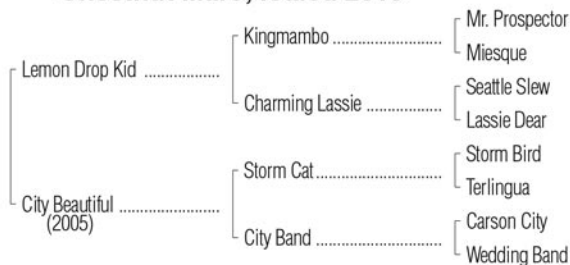 Mr. Prospector
Kingmambo ....................
Miesque
Lemon Drop Kid ..............
Seattle Slew
Charming Lassie ..............
Lassie Dear
Storm Bird
Storm Cat .......................
Terlingua
City Beautiful ...................
(2005)
Carson City
City Band .......................
Wedding Band